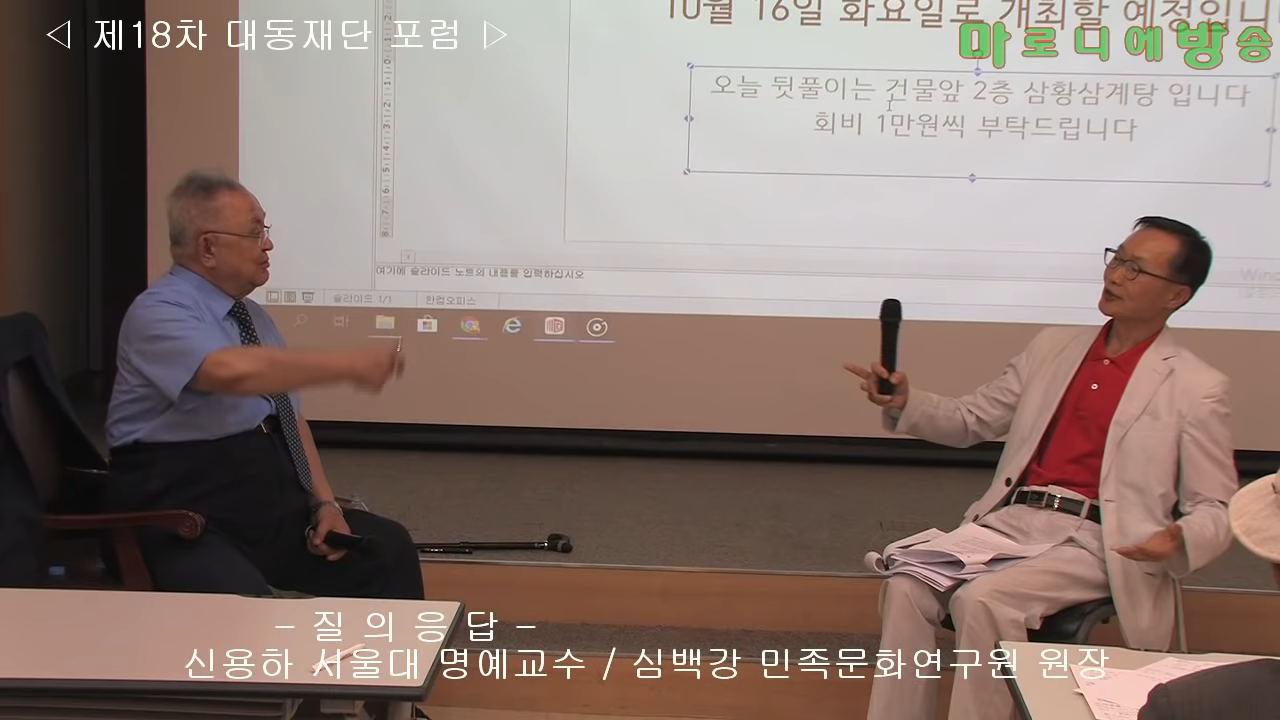 ◁ 제18차 대동재단 포럼 ▷
마로니에방송
10월 16일 화요일로 개최할 예정입니
오늘 뒷풀이는 건물앞 2층 삼황삼계탕 입니다
회비 1만원씩 부탁드립니다
여기에 슬라이드 노트의 내용을 입력하십시오
슬라이드 1/1 한컴오피스
- 질 의 응 답 -
신용하 서울대 명예교수 / 심백강 민족문화연구원 원장